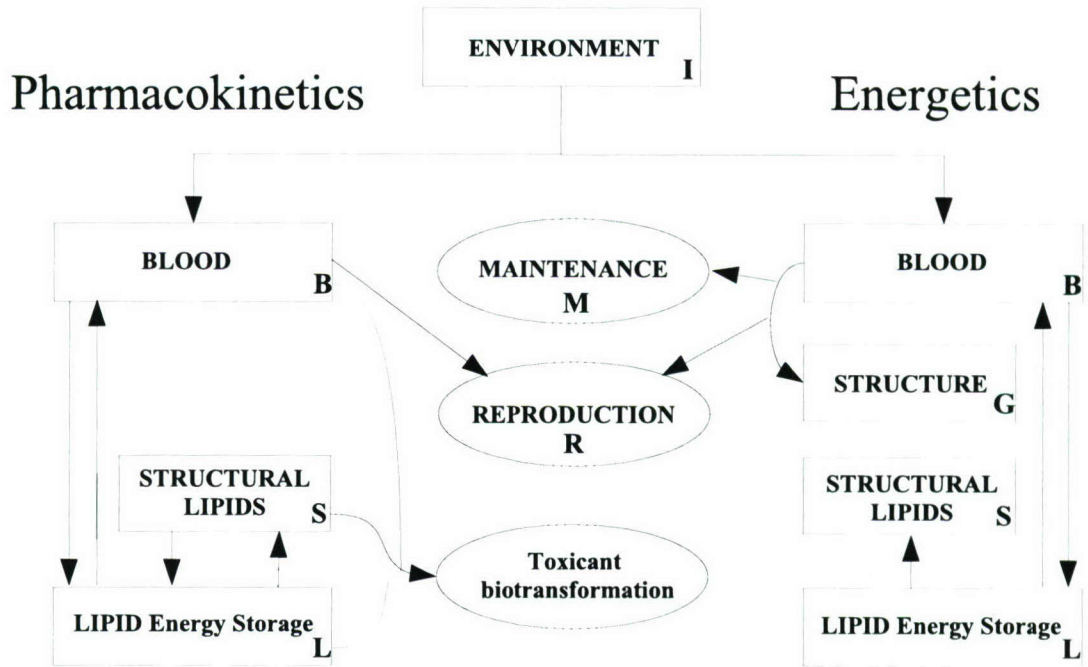 ENVIRONMENT
I
Pharmacokinetics
Energetics
BLOOD
B
MAINTENANCE
M
BLOOD
B
REPRODUCTION
R
STRUCTURE
G
STRUCTURAL
LIPIDS
S
STRUCTURAL
LIPIDS
S
Toxicant
biotransformation
LIPID Energy Storage
L
LIPID Energy Storage
L